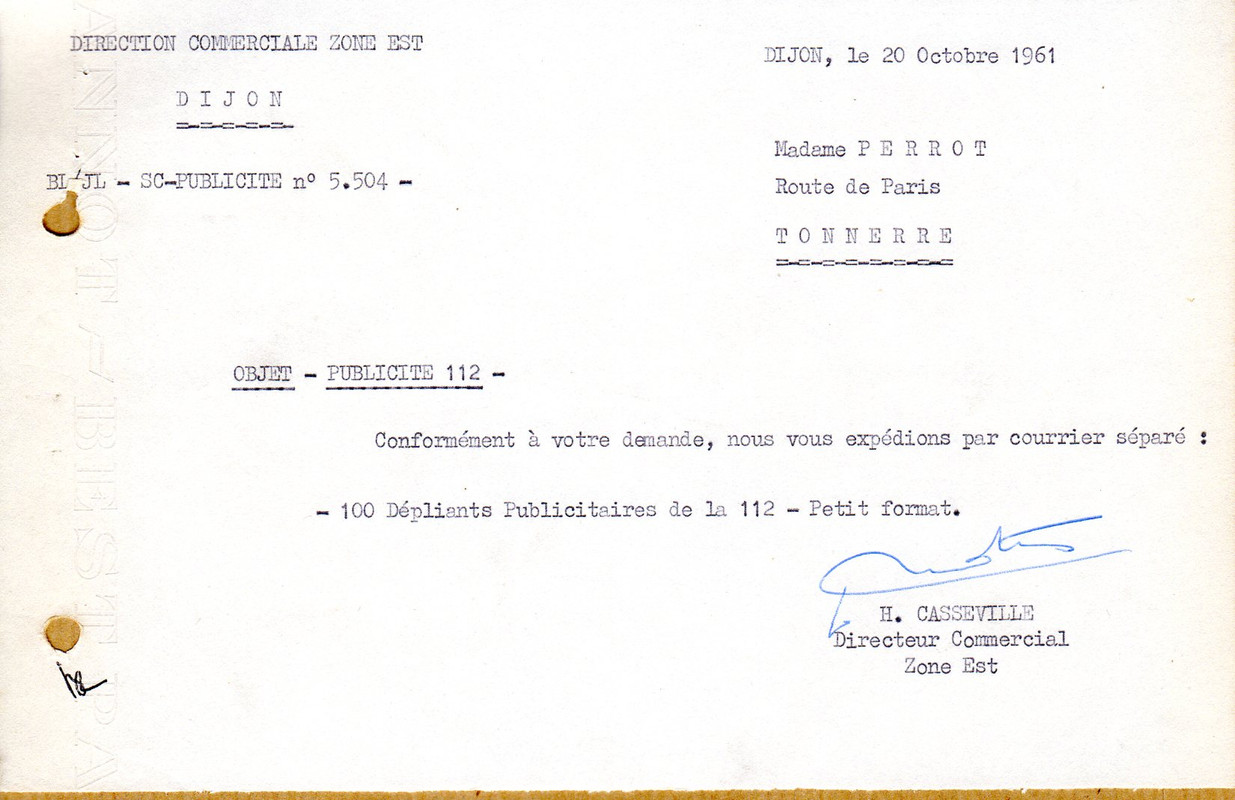 DIRECTION COMMERCIALE ZONE EST
D I J O N
DIJON, le 20 Octobre 1961
Madame P E R R O T
Route de Paris
T O N N E R R E
BL/JL - SC-PUBLICITE n° 5.504 -
OBJET - PUBLICITE 112 -
Conformément à votre demande, nous vous expédions par courrier séparé :
- 100 Dépliants Publicitaires de la 112 - Petit format.
H. CASSEVILLE
Directeur Commercial
Zone Est